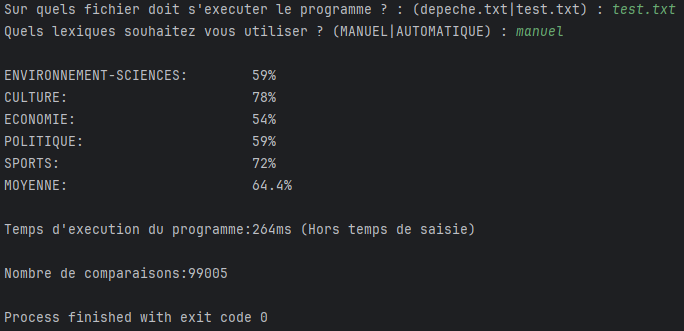 Sur quels fichier doit s'executer le programme ? : (depeche.txt|test.txt) : test.txt
Quels lexiques souhaitez vous utiliser ? (MANUEL|AUTOMATIQUE) : manuel
ENVIRONNEMENT-SCIENCES: 59%
CULTURE: 78%
ECONOMIE: 54%
POLITIQUE: 59%
SPORTS: 72%
MOYENNE: 64.4%
Temps d'execution du programme:264ms (Hors temps de saisie)
Nombre de comparaisons:99005
Process finished with exit code 0